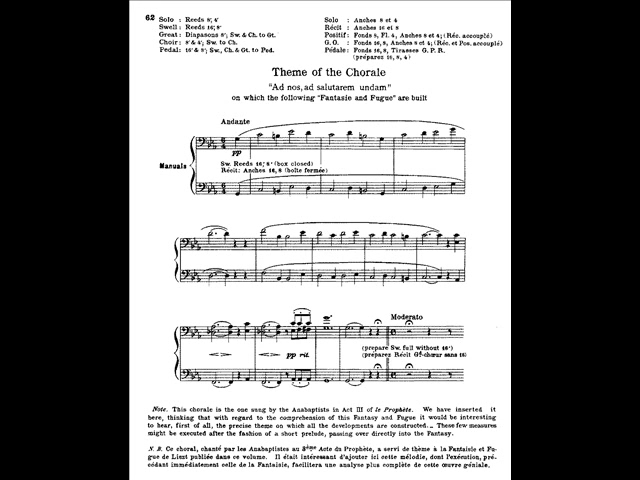 62
Solo : Reeds 8', 4'
Swell: Reeds 16', 8'
Great: Diapasons 8'; Sw. & Ch. to Gt.
Choir: 8' & 4'; Sw. to Ch.
Pedal: 16' & 8'; Sw., Ch. & Gt. to Ped.
Solo : Anches 8 et 4
Récit : Anches 16 et 8
Positif: Fonds 8, Fl. 4, Anches 8 et 4; (Réc. accouplé)
G. O. : Fonds 16, 8, Anches 8 et 4; (Réc. et Pos. accouplé)
Pédale: Fonds 16, 8, Tirasses G. P. R.
(préparez 16, 8, 4)
Theme of the Chorale
"Ad nos, ad salutarem undam"
on which the following "Fantasie and Fugue" are built
Andante
pp
Manuals
Sw. Reeds 16', 8' (box closed)
Récit: Anches 16, 8 (boîte fermée)
Moderato
pp rit.
(prepare Sw. full without 16')
(préparez Récit Gd chœur sans 16)
Note. This chorale is the one sung by the Anabaptists in Act III of le Prophète. We have inserted it
here, thinking that with regard to the comprehension of this Fantasy and Fugue it would be interesting
to hear, first of all, the precise theme on which all the developments are constructed._ These few measures
might be executed after the fashion of a short prelude, passing over directly into the Fantasy.
N. B. Ce choral, chanté par les Anabaptistes au 3ème Acte du Prophète, a servi de thème à la Fantaisie et Fu-
gue de Liszt publiée dans ce volume. Il était intéressant d'ajouter ici cette mélodie, dont l'exécution, pré-
cédant immédiatement celle de la Fantaisie, facilitera une analyse plus complète de cette œuvre géniale.